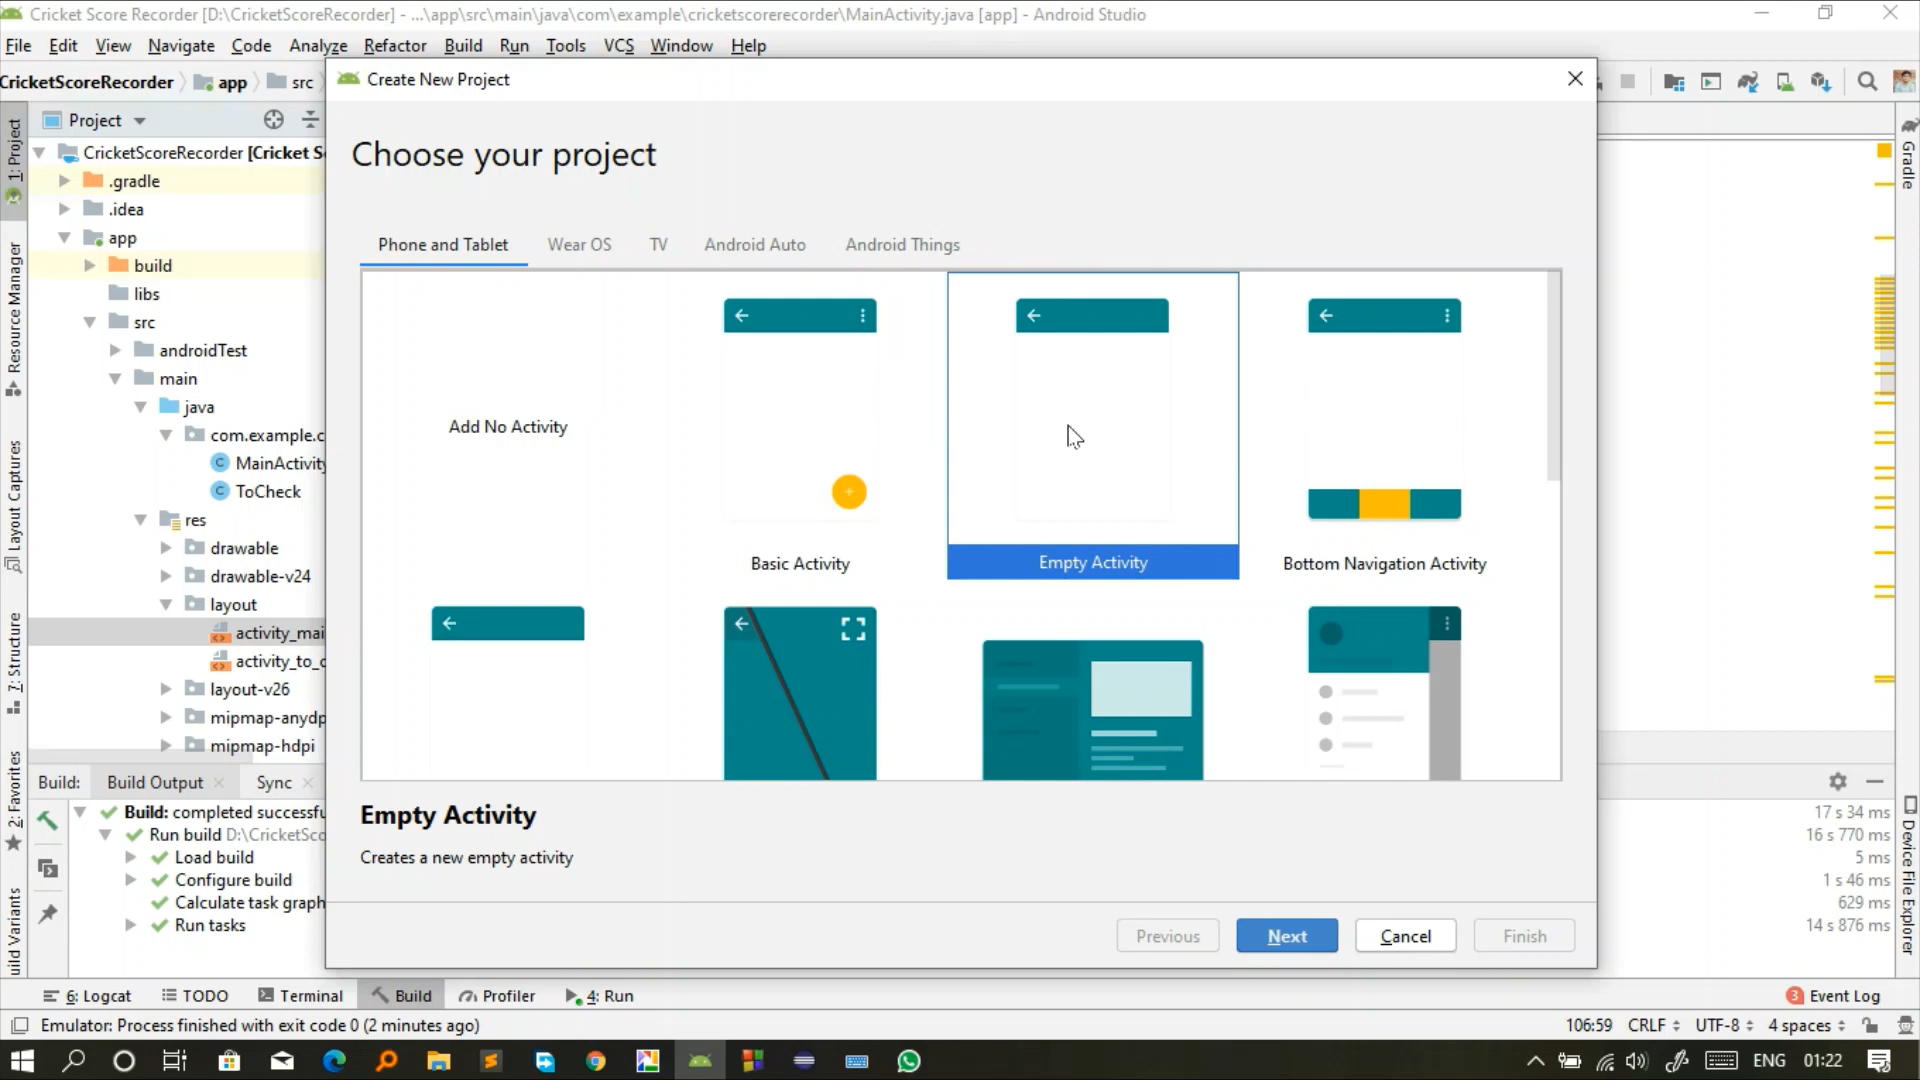 Cricket Score Recorder [D:\CricketScoreRecorder] - ...\app\src\main\java\com\example\cricketscorerecorder\MainActivity.java [app] - Android Studio
File Edit View Navigate Code Analyze Refactor Build Run Tools VCS Window Help
CricketScoreRecorder app src
Create New Project
Choose your project
Phone and Tablet Wear OS TV Android Auto Android Things
Add No Activity
Basic Activity
Empty Activity
Bottom Navigation Activity
Empty Activity
Creates a new empty activity
Previous Next Cancel Finish
1: Project
Resource Manager
Layout Captures
7: Structure
2: Favorites
uild Variants
Project
CricketScoreRecorder [Cricket S
.gradle
.idea
app
build
libs
src
androidTest
main
java
com.example.c
MainActivity
ToCheck
res
drawable
drawable-v24
layout
activity_mai
activity_to_c
layout-v26
mipmap-anydp
mipmap-hdpi
Gradle
Device File Explorer
Build: Build Output Sync
Build: completed successfu
Run build D:\CricketSco
Load build
Configure build
Calculate task graph
Run tasks
17 s 34 ms
16 s 770 ms
5 ms
1 s 46 ms
629 ms
14 s 876 ms
6: Logcat TODO Terminal Build Profiler 4: Run 3 Event Log
Emulator: Process finished with exit code 0 (2 minutes ago) 106:59 CRLF UTF-8 4 spaces
ENG 01:22